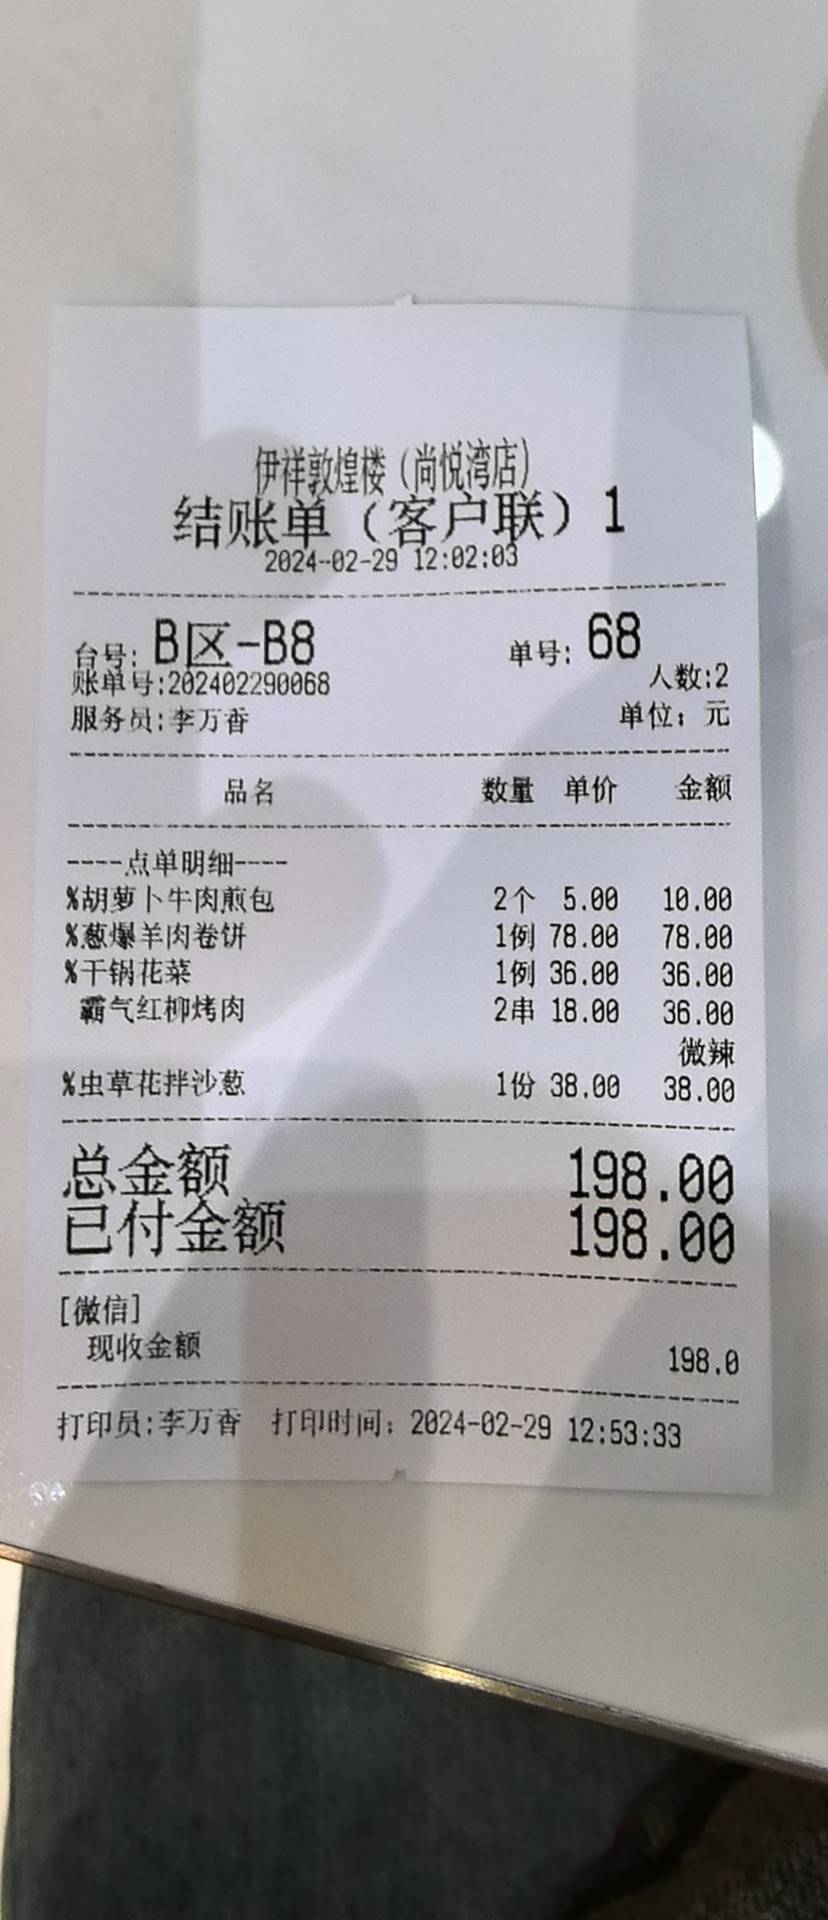 伊祥敦煌楼（尚悦湾店）
结账单（客户联）1
2024-02-29 12:02:03
台号: B区-B8 单号: 68
账单号:202402290068 人数:2
服务员:李万香 单位: 元
品名 数量 单价 金额
----点单明细----
%胡萝卜牛肉煎包 2个 5.00 10.00
%葱爆羊肉卷饼 1例 78.00 78.00
%干锅花菜 1例 36.00 36.00
霸气红柳烤肉 2串 18.00 36.00
微辣
%虫草花拌沙葱 1份 38.00 38.00
总金额 198.00
已付金额 198.00
[微信]
现收金额 198.0
打印员:李万香 打印时间: 2024-02-29 12:53:33